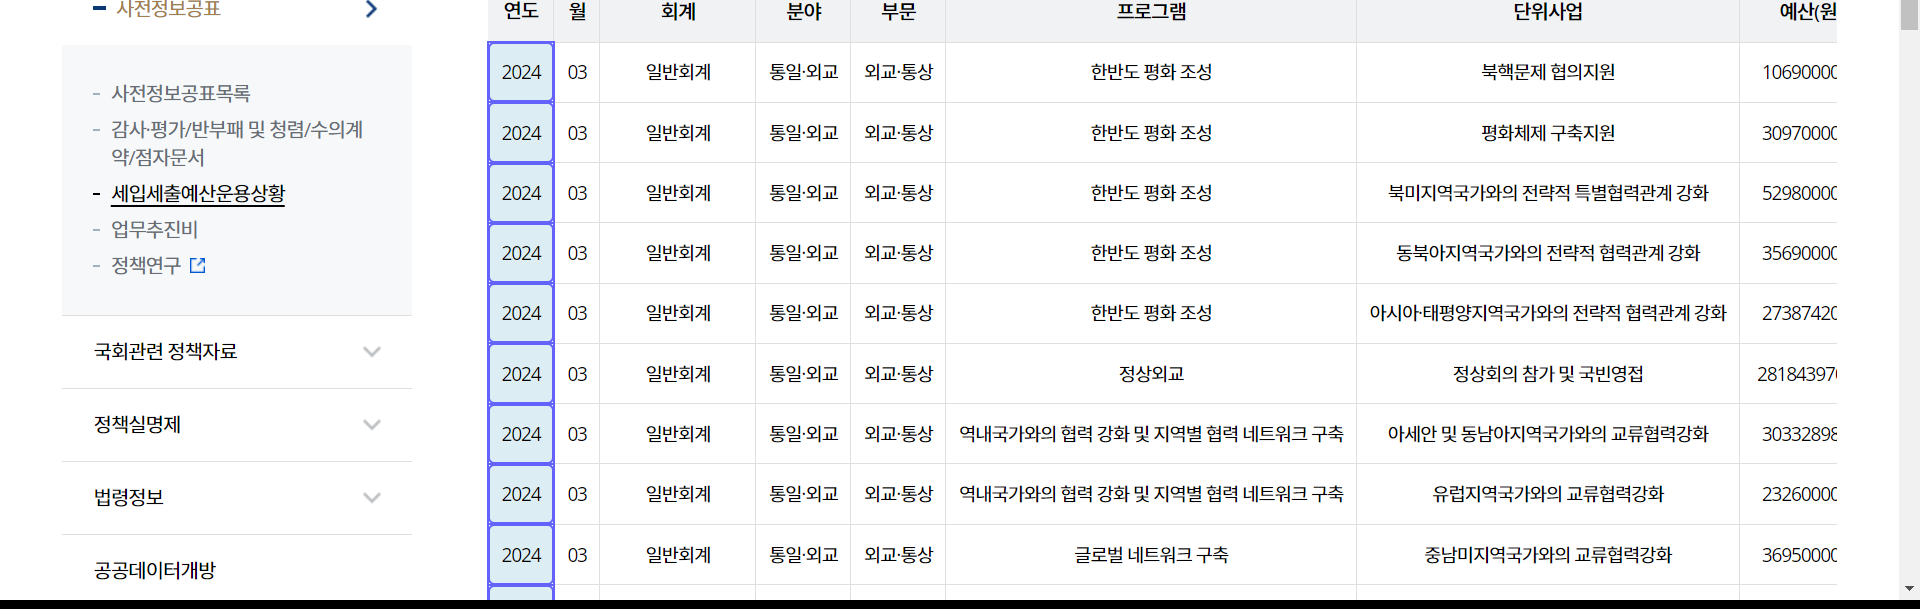 사전정보공표
사전정보공표목록
감사·평가/반부패 및 청렴/수의계
약/점자문서
세입세출예산운용상황
업무추진비
정책연구
국회관련 정책자료
정책실명제
법령정보
공공데이터개방
연도 월 회계 분야 부문 프로그램 단위사업 예산(원
2024 03 일반회계 통일·외교 외교·통상 한반도 평화 조성 북핵문제 협의지원 10690000
2024 03 일반회계 통일·외교 외교·통상 한반도 평화 조성 평화체제 구축지원 30970000
2024 03 일반회계 통일·외교 외교·통상 한반도 평화 조성 북미지역국가와의 전략적 특별협력관계 강화 52980000
2024 03 일반회계 통일·외교 외교·통상 한반도 평화 조성 동북아지역국가와의 전략적 협력관계 강화 35690000
2024 03 일반회계 통일·외교 외교·통상 한반도 평화 조성 아시아·태평양지역국가와의 전략적 협력관계 강화 27387420
2024 03 일반회계 통일·외교 외교·통상 정상외교 정상회의 참가 및 국빈영접 281843970
2024 03 일반회계 통일·외교 외교·통상 역내국가와의 협력 강화 및 지역별 협력 네트워크 구축 아세안 및 동남아지역국가와의 교류협력강화 30332898
2024 03 일반회계 통일·외교 외교·통상 역내국가와의 협력 강화 및 지역별 협력 네트워크 구축 유럽지역국가와의 교류협력강화 23260000
2024 03 일반회계 통일·외교 외교·통상 글로벌 네트워크 구축 중남미지역국가와의 교류협력강화 36950000